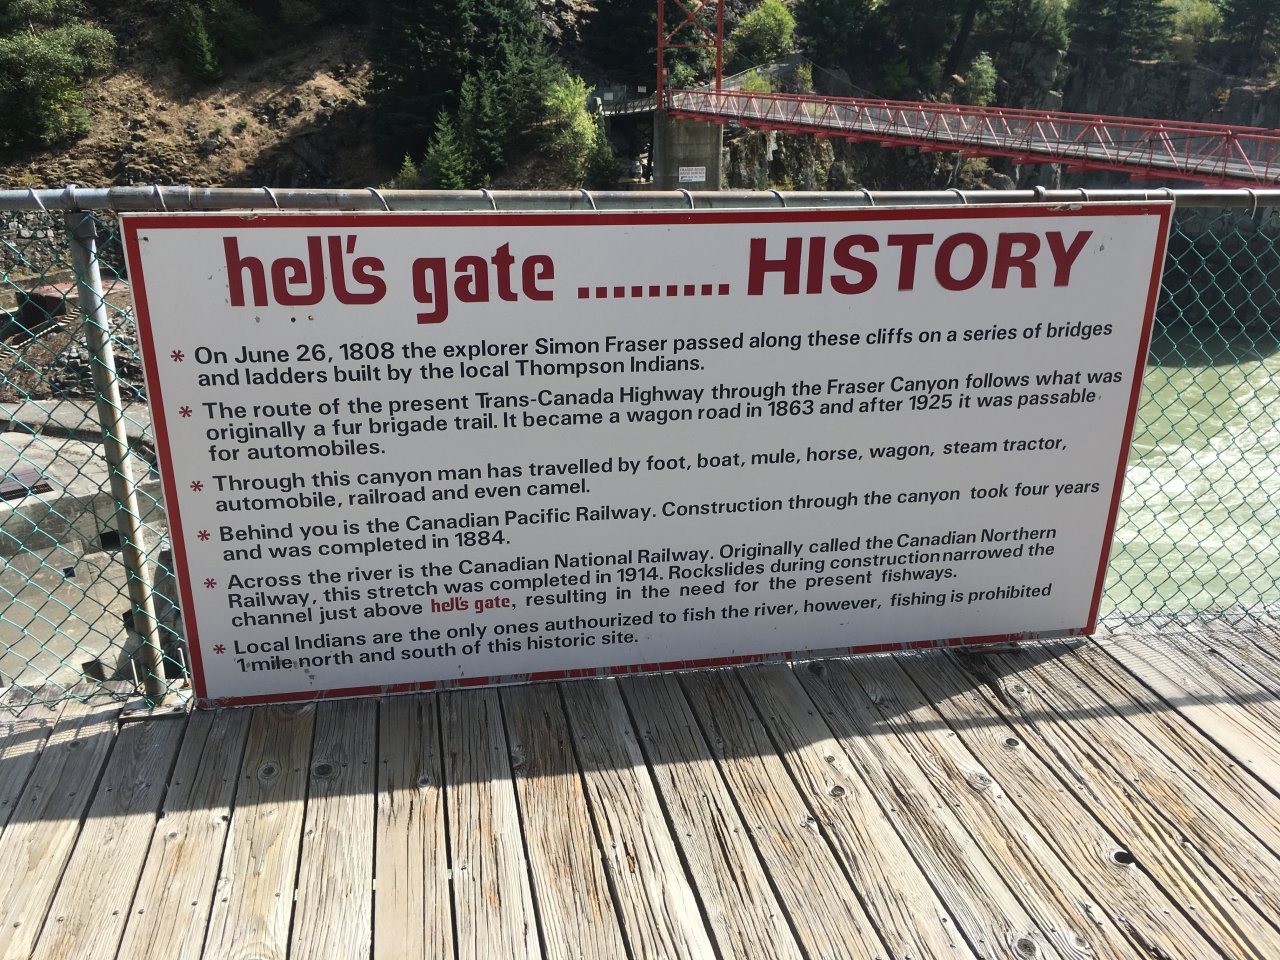 hell's gate ......... HISTORY
* On June 26, 1808 the explorer Simon Fraser passed along these cliffs on a series of bridges
and ladders built by the local Thompson Indians.
* The route of the present Trans-Canada Highway through the Fraser Canyon follows what was
originally a fur brigade trail. It became a wagon road in 1863 and after 1925 it was passable
for automobiles.
* Through this canyon man has travelled by foot, boat, mule, horse, wagon, steam tractor,
automobile, railroad and even camel.
* Behind you is the Canadian Pacific Railway. Construction through the canyon took four years
and was completed in 1884.
* Across the river is the Canadian National Railway. Originally called the Canadian Northern
Railway, this stretch was completed in 1914. Rockslides during construction narrowed the
channel just above hell's gate, resulting in the need for the present fishways.
* Local Indians are the only ones authourized to fish the river, however, fishing is prohibited
1 mile north and south of this historic site.